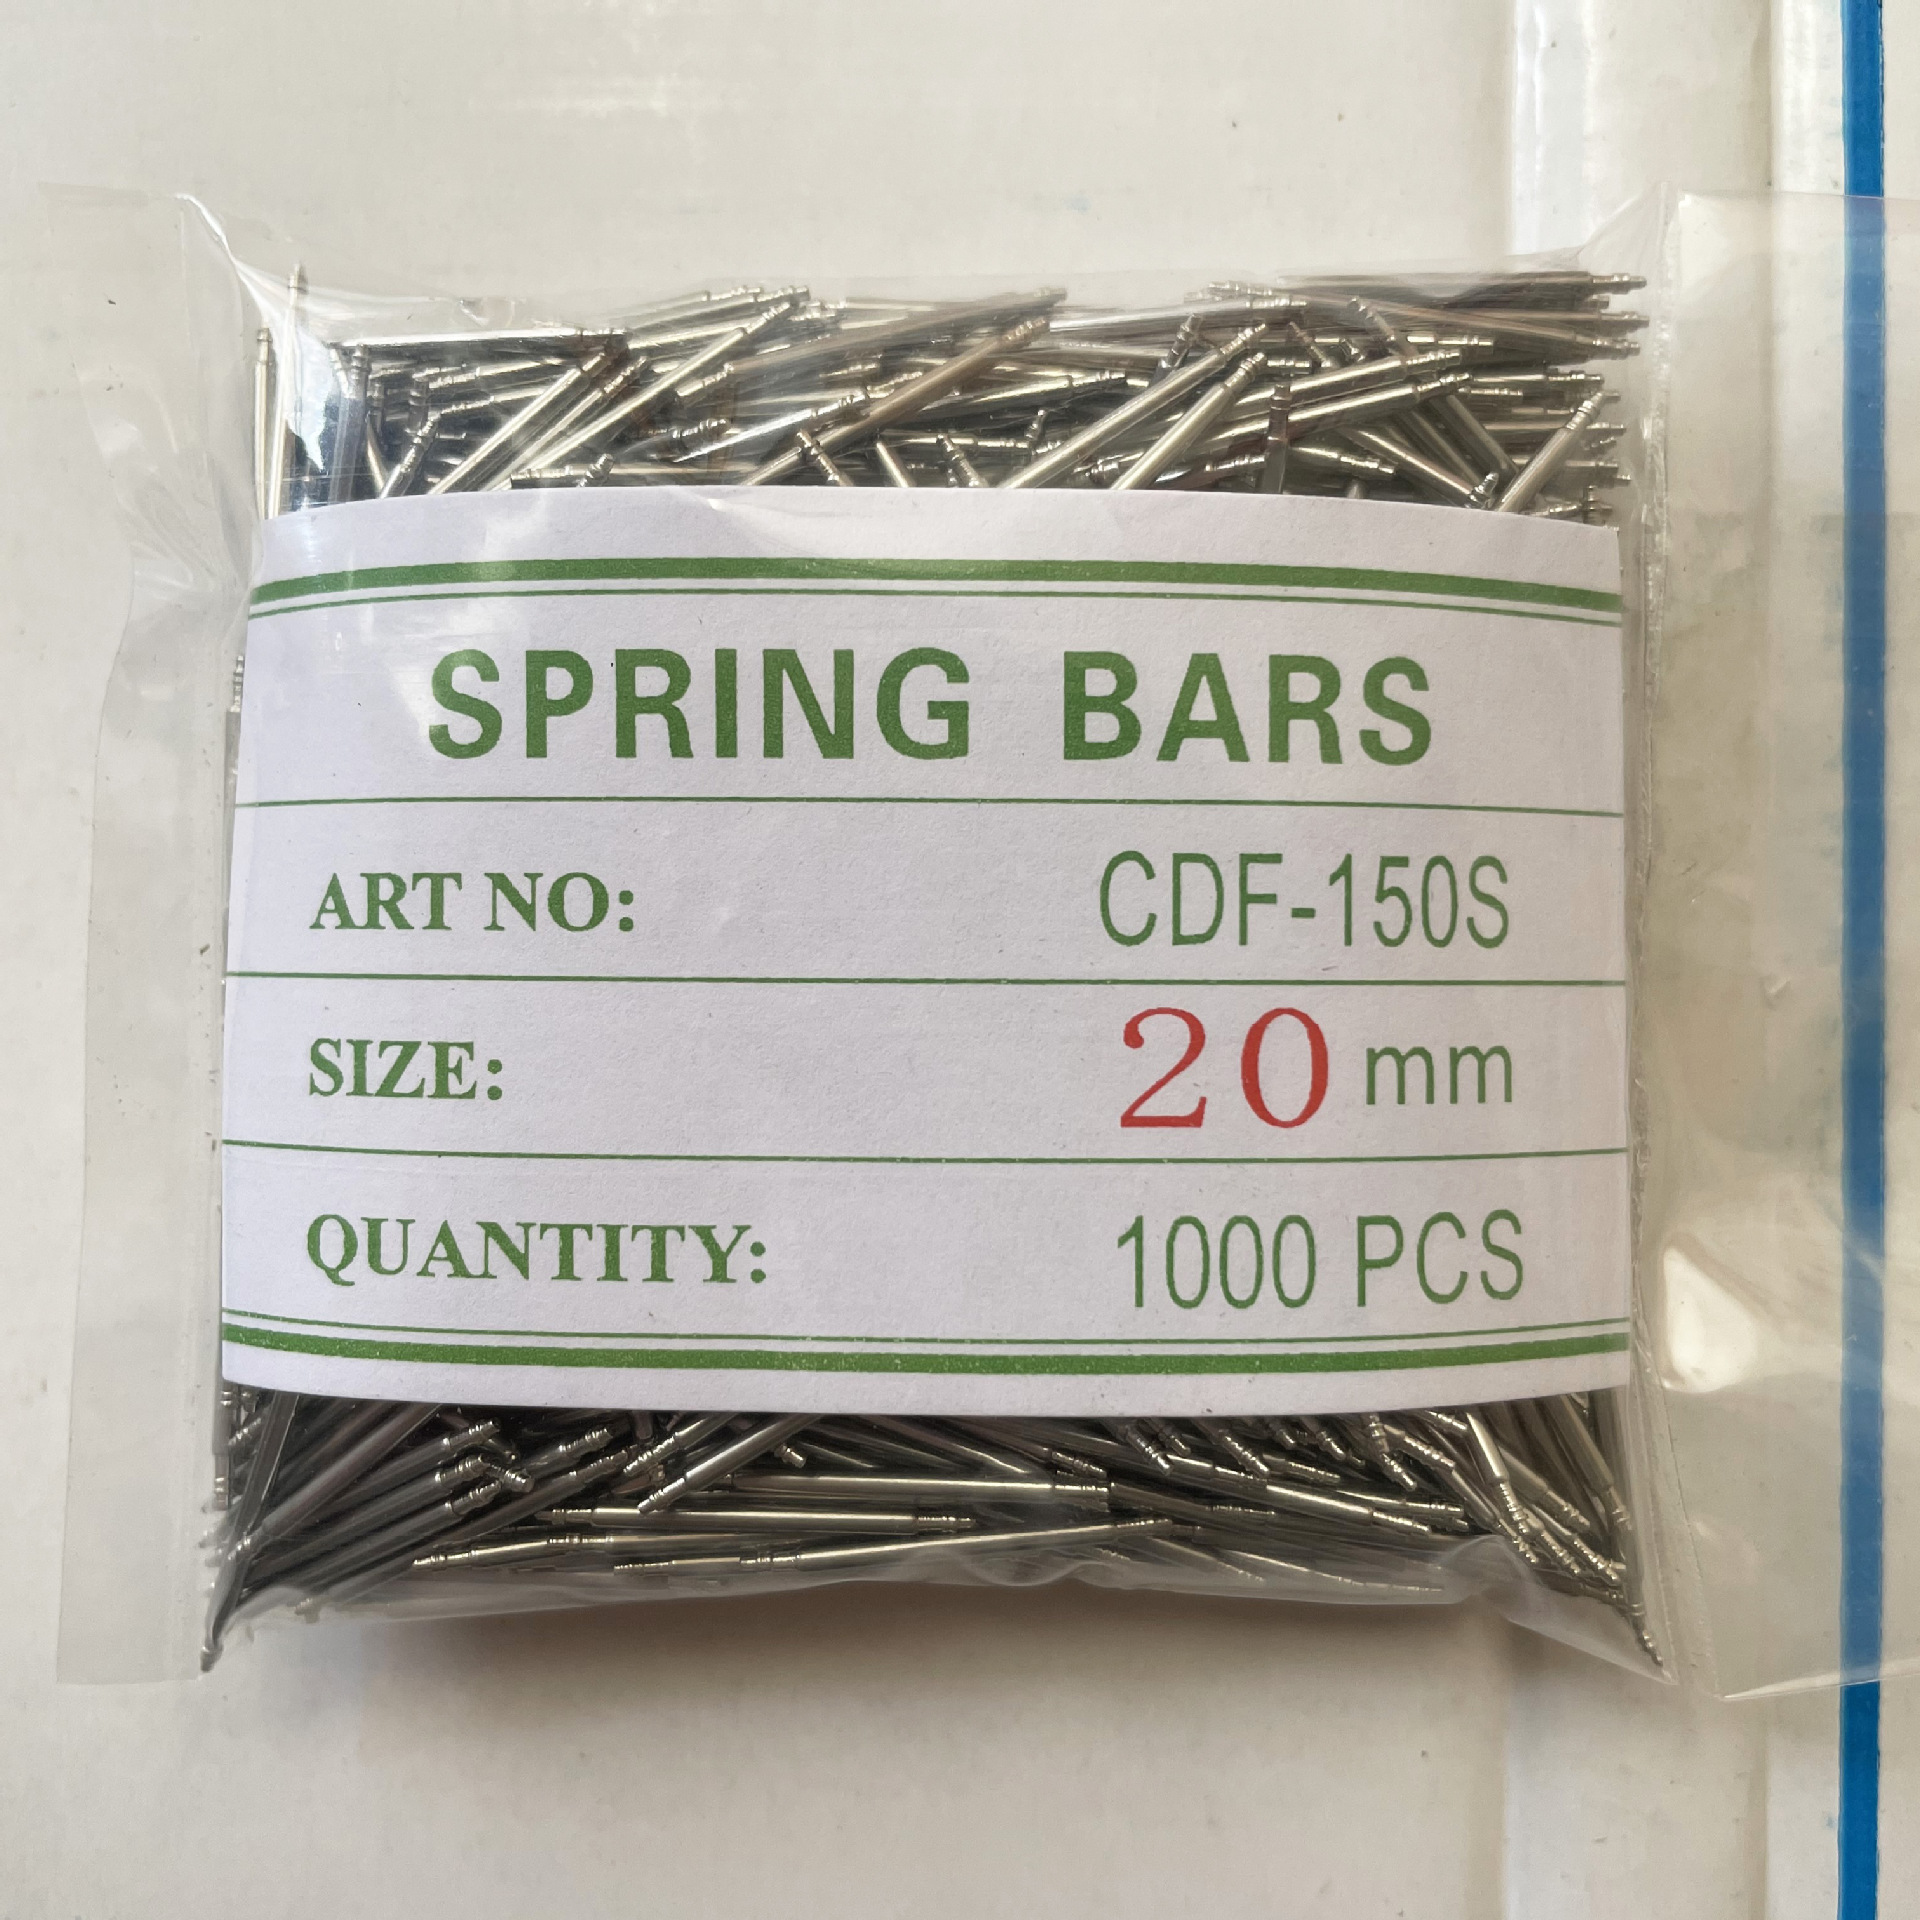 SPRING BARS
ART NO: CDF-150S
SIZE: 20 mm
QUANTITY: 1000 PCS